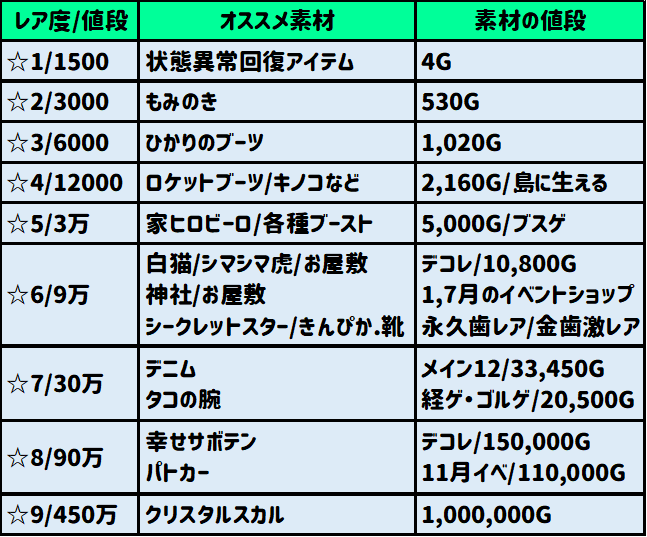 レア度/値段 オススメ素材 素材の値段
☆1/1500 状態異常回復アイテム 4G
☆2/3000 もみのき 530G
☆3/6000 ひかりのブーツ 1,020G
☆4/12000 ロケットブーツ/キノコなど 2,160G/島に生える
☆5/3万 家ヒロビーロ/各種ブースト 5,000G/ブスゲ
☆6/9万 白猫/シマシマ虎/お屋敷 デコレ/10,800G
神社/お屋敷 1,7月のイベントショップ
シークレットスター/きんぴか.靴 永久歯レア/金歯激レア
☆7/30万 デニム メイン12/33,450G
タコの腕 経ゲ・ゴルゲ/20,500G
☆8/90万 幸せサボテン デコレ/150,000G
パトカー 11月イベ/110,000G
☆9/450万 クリスタルスカル 1,000,000G